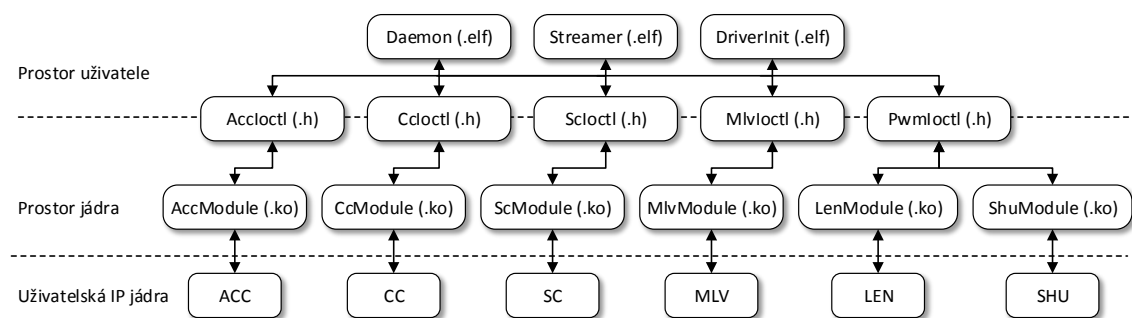 Daemon (.elf) Streamer (.elf) DriverInit (.elf)
Prostor uživatele
AccIoctl (.h) CcIoctl (.h) ScIoctl (.h) MlvIoctl (.h) PwmIoctl (.h)
Prostor jádra AccModule (.ko) CcModule (.ko) ScModule (.ko) MlvModule (.ko) LenModule (.ko) ShuModule (.ko)
Uživatelská IP jádra ACC CC SC MLV LEN SHU